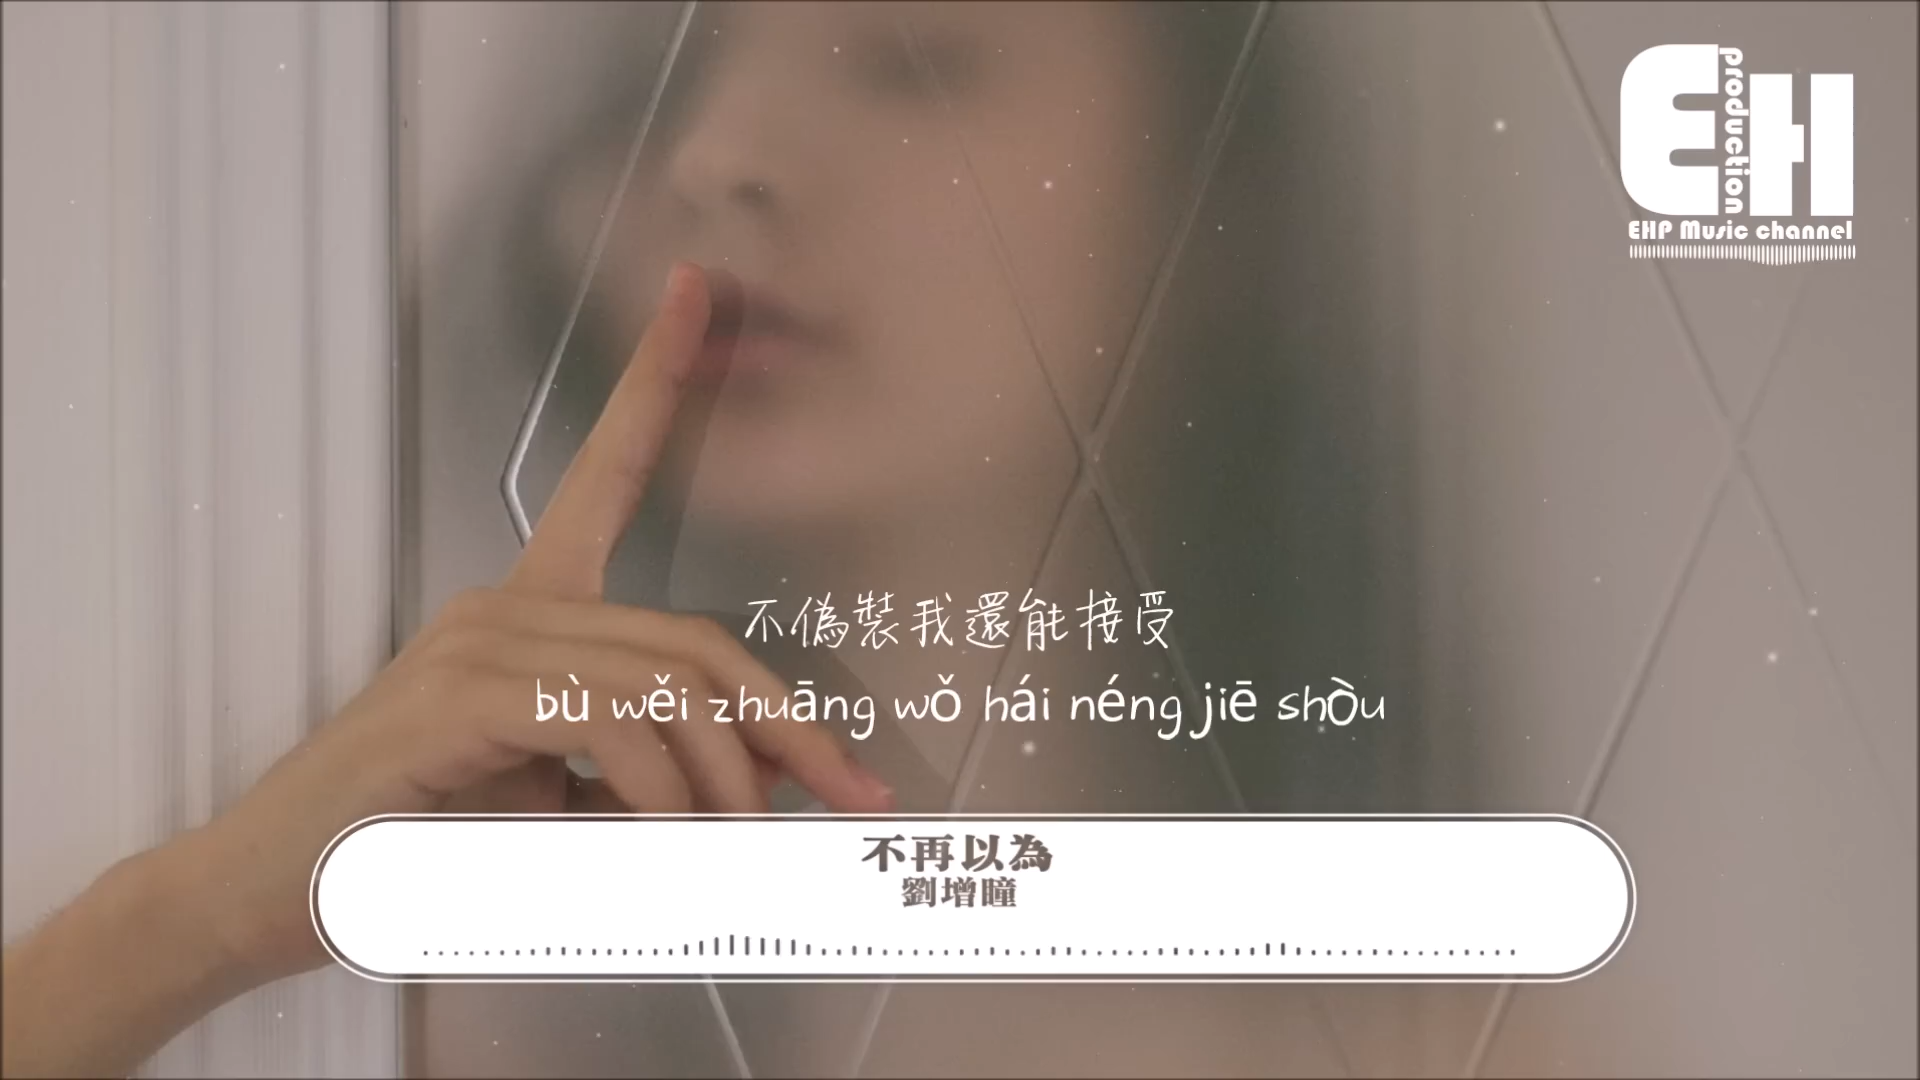 EH
production
EHP Music channel
不偽裝我還能接受
bù wěi zhuāng wǒ hái néng jiē shòu
不再以為
劉增瞳